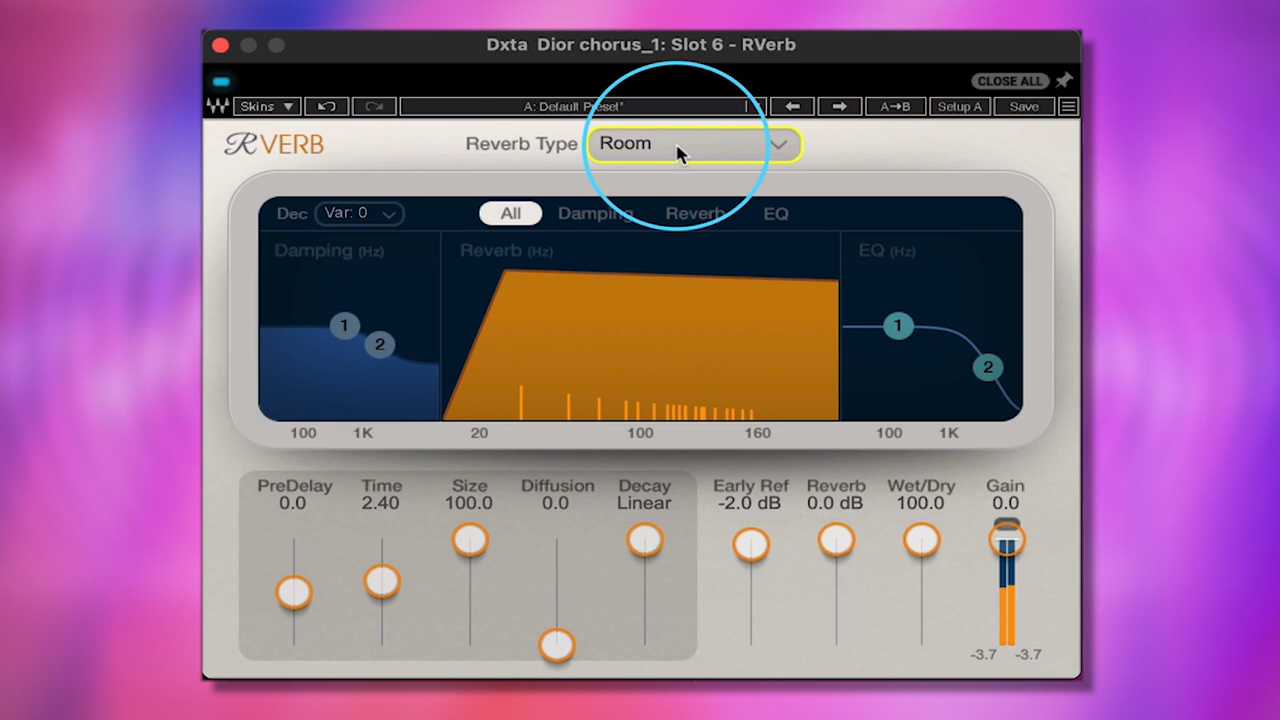 Dxta Dior chorus_1: Slot 6 - RVerb
CLOSE ALL
Skins A: Default Preset* A→B Setup A Save
RVERB Reverb Type Room
Dec Var: 0 All Damping Reverb EQ
Damping (Hz) Reverb (Hz) EQ (Hz)
1 2 1 2
100 1K 20 100 160 100 1K
PreDelay Time Size Diffusion Decay Early Ref Reverb Wet/Dry Gain
0.0 2.40 100.0 0.0 Linear -2.0 dB 0.0 dB 100.0 0.0
-3.7 -3.7